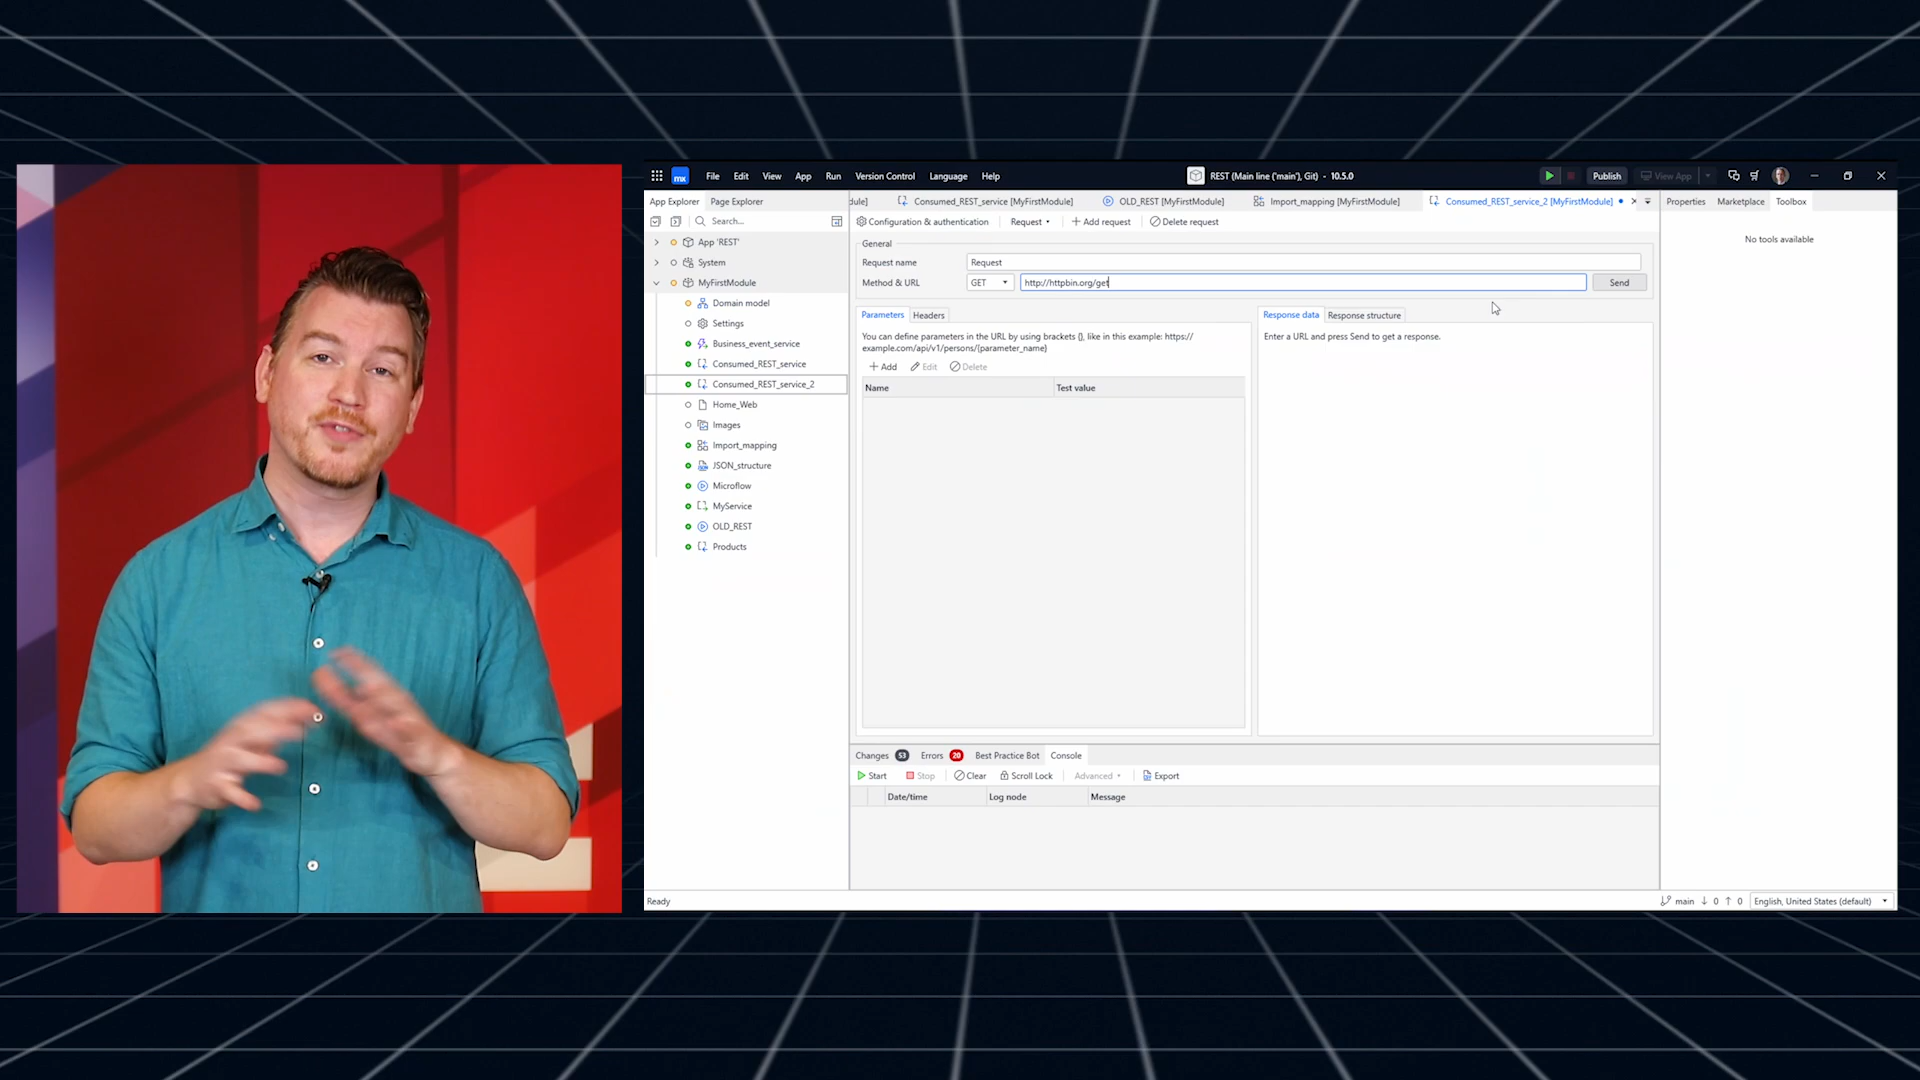 mx File Edit View App Run Version Control Language Help
REST (Main line ('main'), Git) - 10.5.0
Publish View App
App Explorer Page Explorer
dule] Consumed_REST_service [MyFirstModule] OLD_REST [MyFirstModule] Import_mapping [MyFirstModule] Consumed_REST_service_2 [MyFirstModule]
Properties Marketplace Toolbox
Search...
Configuration & authentication Request Add request Delete request
No tools available
App 'REST'
System
MyFirstModule
Domain model
Settings
Business_event_service
Consumed_REST_service
Consumed_REST_service_2
Home_Web
Images
Import_mapping
JSON_structure
Microflow
MyService
OLD_REST
Products
General
Request name Request
Method & URL GET http://httpbin.org/get Send
Parameters Headers
You can define parameters in the URL by using brackets {}, like in this example: https://
example.com/api/v1/persons/{parameter_name}
Add Edit Delete
Name Test value
Response data Response structure
Enter a URL and press Send to get a response.
Changes 53 Errors 20 Best Practice Bot Console
Start Stop Clear Scroll Lock Advanced Export
Date/time Log node Message
Ready
main 0 0 English, United States (default)